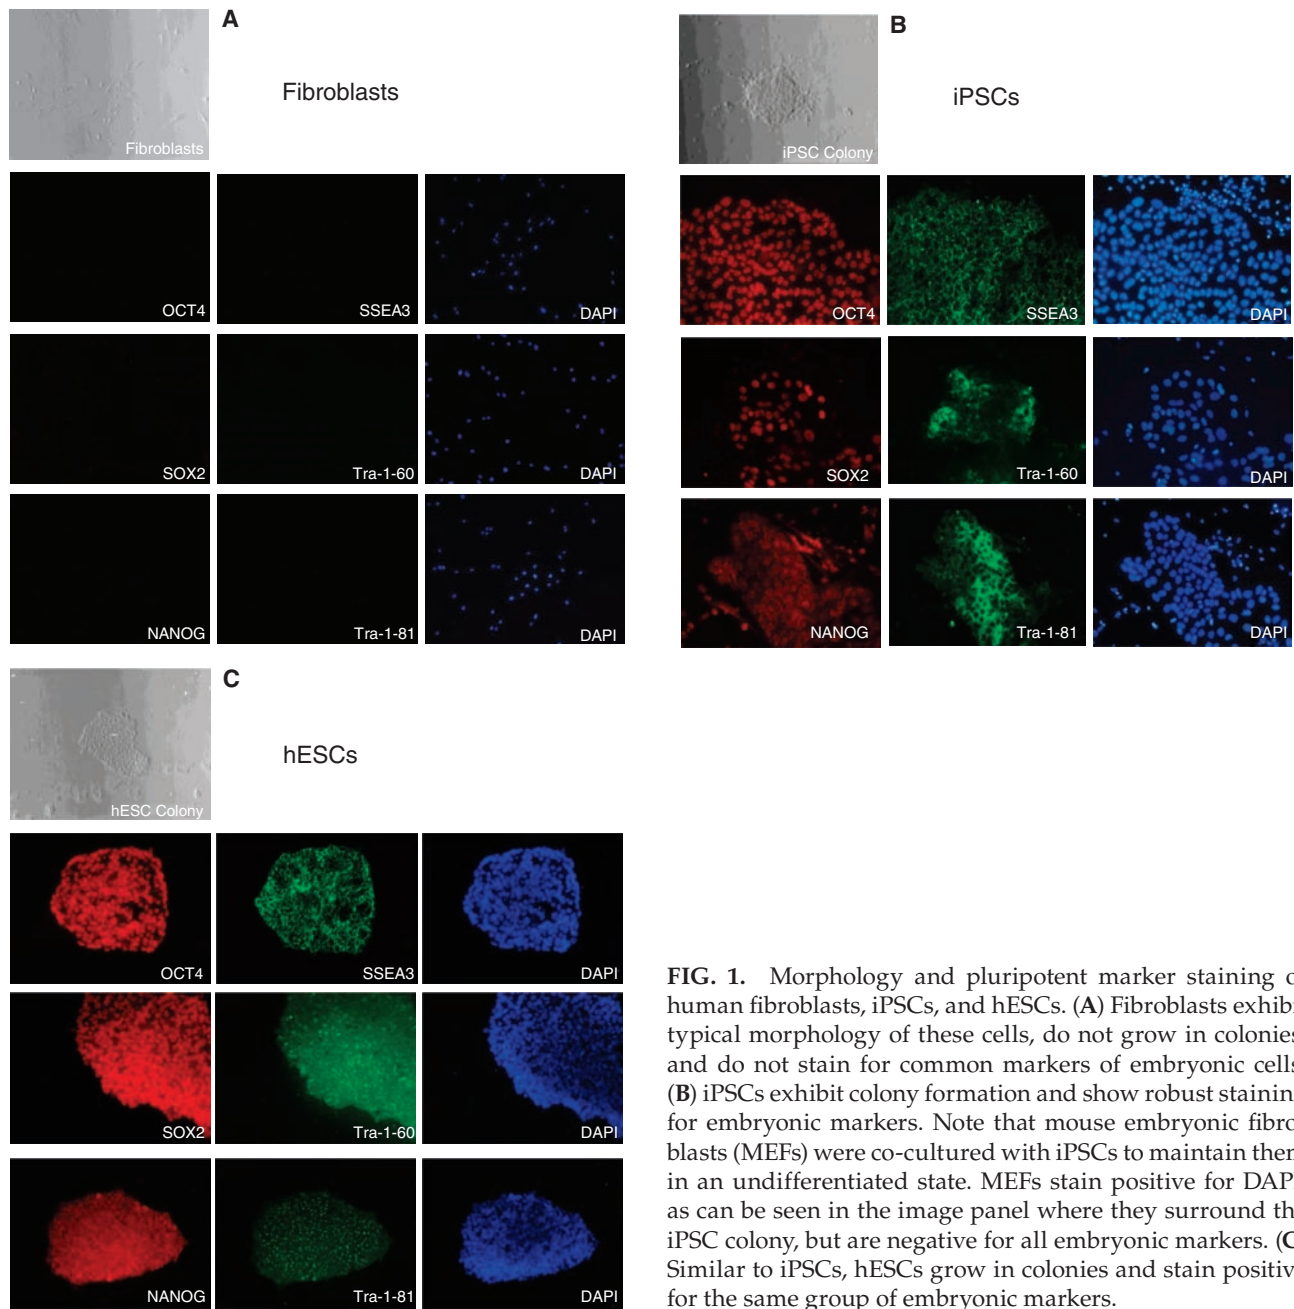 A
Fibroblasts
Fibroblasts
OCT4
SSEA3
DAPI
SOX2
Tra-1-60
DAPI
NANOG
Tra-1-81
DAPI
B
iPSCs
iPSC Colony
OCT4
SSEA3
DAPI
SOX2
Tra-1-60
DAPI
NANOG
Tra-1-81
DAPI
C
hESCs
hESC Colony
OCT4
SSEA3
DAPI
SOX2
Tra-1-60
DAPI
NANOG
Tra-1-81
DAPI
FIG. 1. Morphology and pluripotent marker staining o
human fibroblasts, iPSCs, and hESCs. (A) Fibroblasts exhibi
typical morphology of these cells, do not grow in colonies
and do not stain for common markers of embryonic cells
(B) iPSCs exhibit colony formation and show robust stainin
for embryonic markers. Note that mouse embryonic fibro
blasts (MEFs) were co-cultured with iPSCs to maintain then
in an undifferentiated state. MEFs stain positive for DAP
as can be seen in the image panel where they surround th
iPSC colony, but are negative for all embryonic markers. (C
Similar to iPSCs, hESCs grow in colonies and stain positiv
for the same group of embryonic markers.